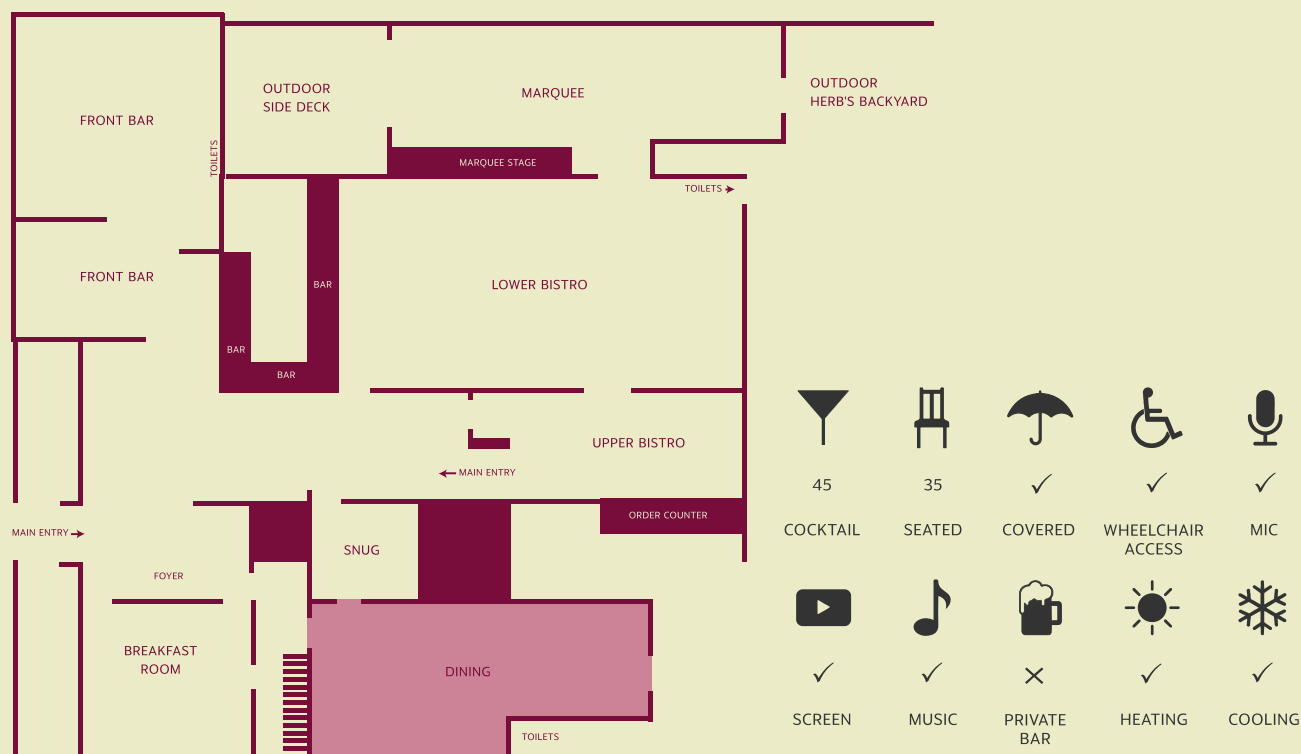 OUTDOOR
SIDE DECK
MARQUEE
OUTDOOR
HERB'S BACKYARD
FRONT BAR
TOILETS
MARQUEE STAGE
TOILETS
FRONT BAR
BAR
LOWER BISTRO
BAR
BAR
UPPER BISTRO
MAIN ENTRY
ORDER COUNTER
MAIN ENTRY
SNUG
FOYER
BREAKFAST
ROOM
DINING
TOILETS
45
35
COCKTAIL
SEATED
COVERED
WHEELCHAIR
ACCESS
MIC
SCREEN
MUSIC
PRIVATE
BAR
HEATING
COOLING